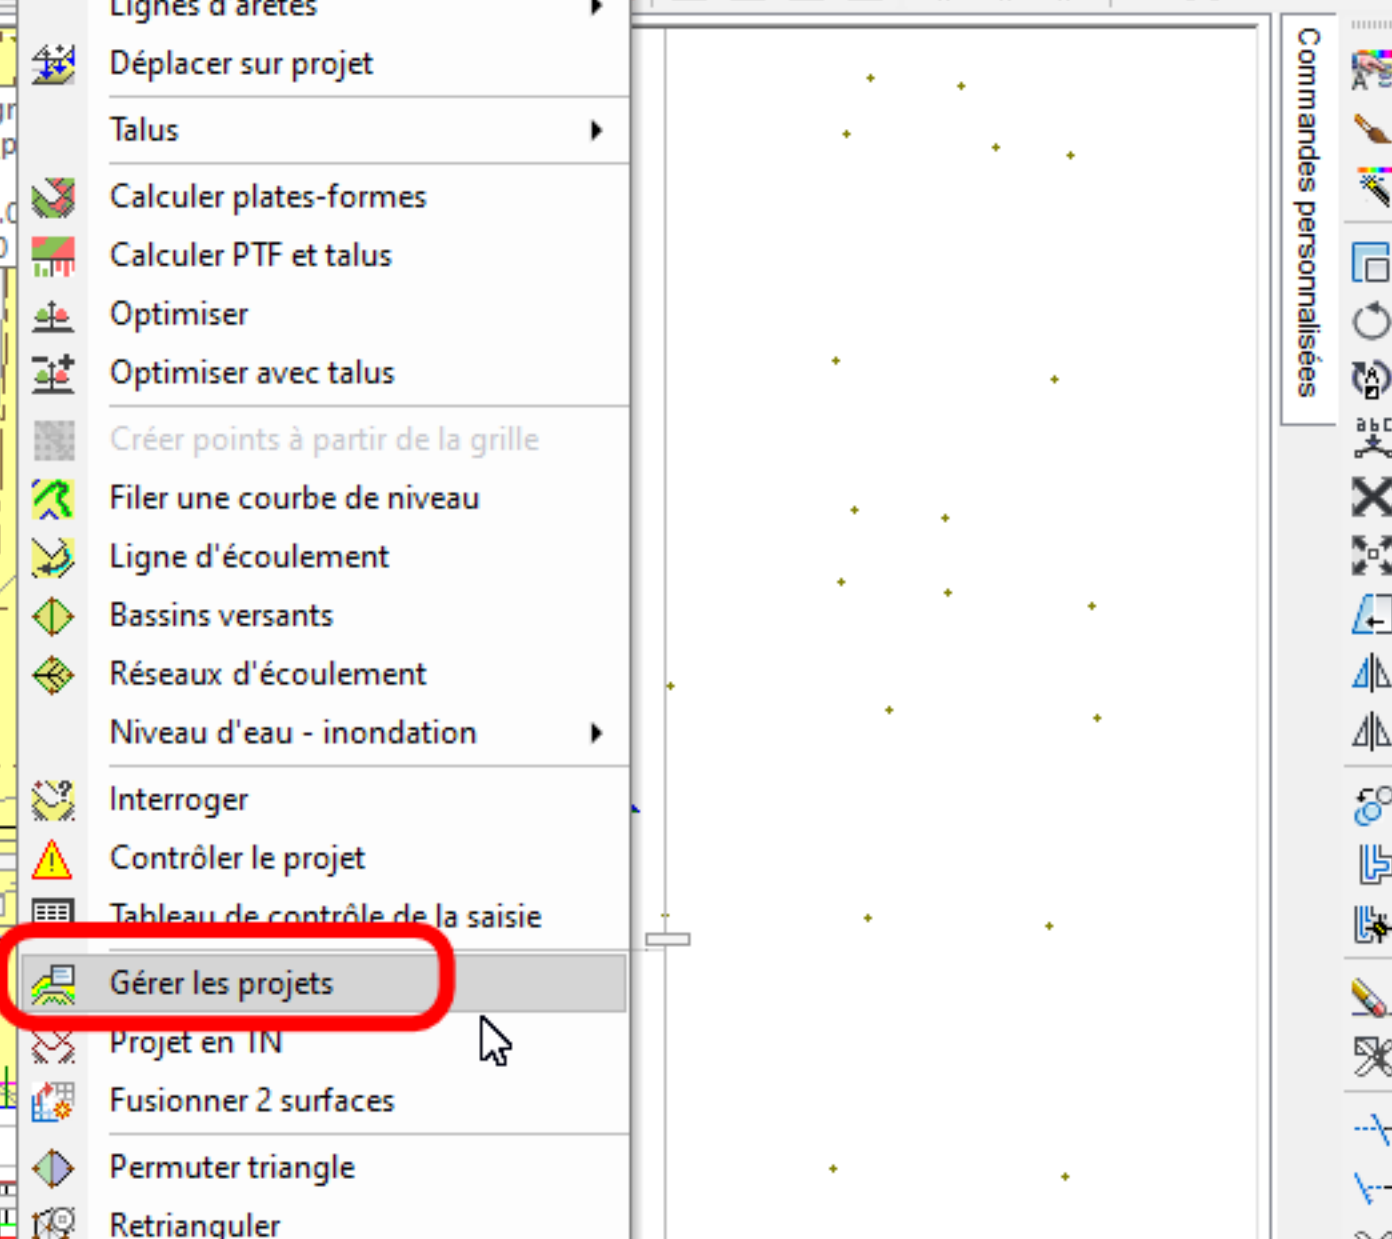 Lignes d'arêtes
Déplacer sur projet
Talus
Calculer plates-formes
Calculer PTF et talus
Optimiser
Optimiser avec talus
Créer points à partir de la grille
Filer une courbe de niveau
Ligne d'écoulement
Bassins versants
Réseaux d'écoulement
Niveau d'eau - inondation
Interroger
Contrôler le projet
Tableau de contrôle de la saisie
Gérer les projets
Projet en TN
Fusionner 2 surfaces
Permuter triangle
Retrianguler
Commandes personnalisées